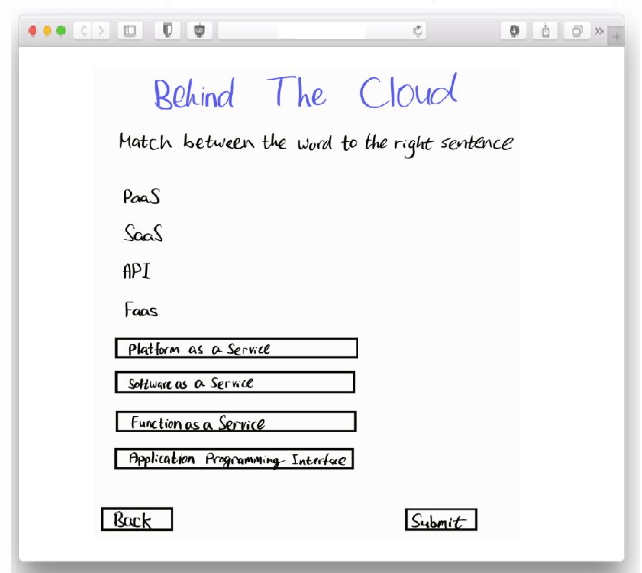 Behind The Cloud
Match between the word to the right sentence
PaaS
SaaS
API
Faas
Platform as a Service
Software as a Service
Function as a Service
Application Programming Interface
Back
Submit